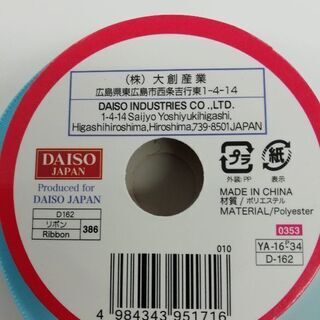 (株) 大創産業
広島県東広島市西条吉行東1-4-14
DAISO INDUSTRIES CO.,LTD.
1-4-14 Saijyo Yoshiyukihigashi,
Higashihiroshima,Hiroshima,739-8501JAPAN
DAISO
JAPAN
Produced for
DAISO JAPAN
D162
リボン
Ribbon
386
プラ
紙
外装: PP
表示
MADE IN CHINA
材質/ポリエステル
MATERIAL/Polyester
0353
YA-16 34
D-162
010
4 984343 951716